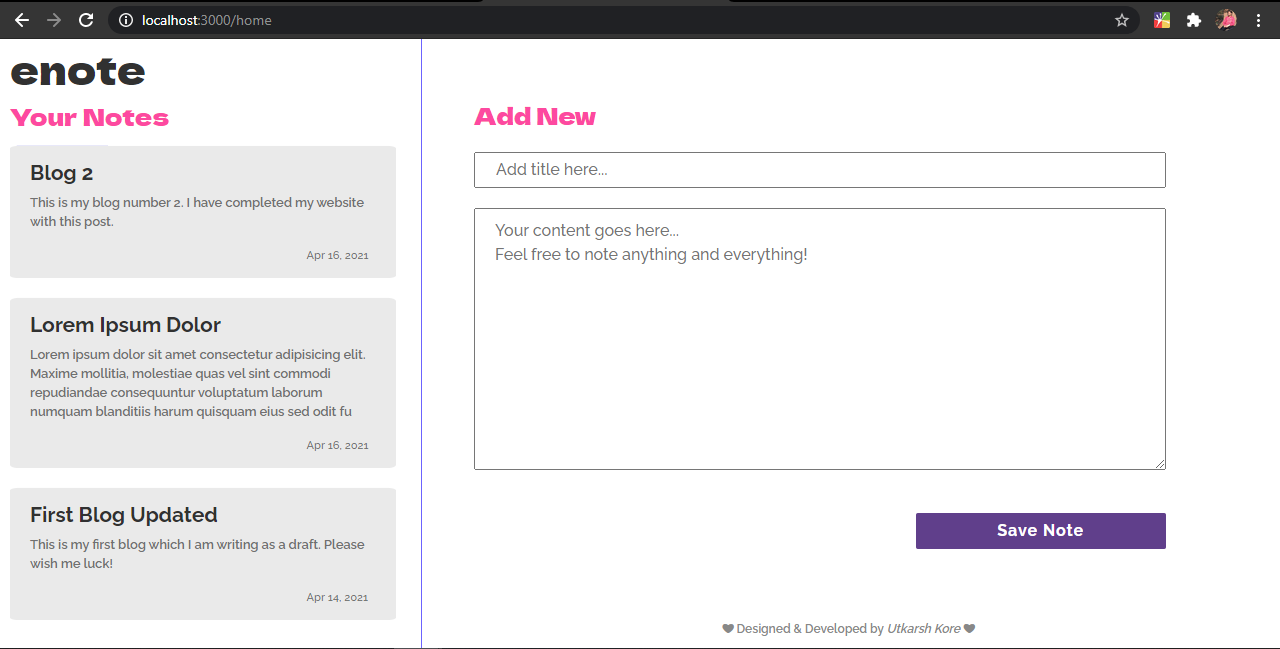 localhost:3000/home
enote
Your Notes
Blog 2
This is my blog number 2. I have completed my website
with this post.
Apr 16, 2021
Lorem Ipsum Dolor
Lorem ipsum dolor sit amet consectetur adipisicing elit.
Maxime mollitia, molestiae quas vel sint commodi
repudiandae consequuntur voluptatum laborum
numquam blanditiis harum quisquam eius sed odit fu
Apr 16, 2021
First Blog Updated
This is my first blog which I am writing as a draft. Please
wish me luck!
Apr 14, 2021
Add New
Add title here...
Your content goes here...
Feel free to note anything and everything!
Save Note
Designed & Developed by Utkarsh Kore